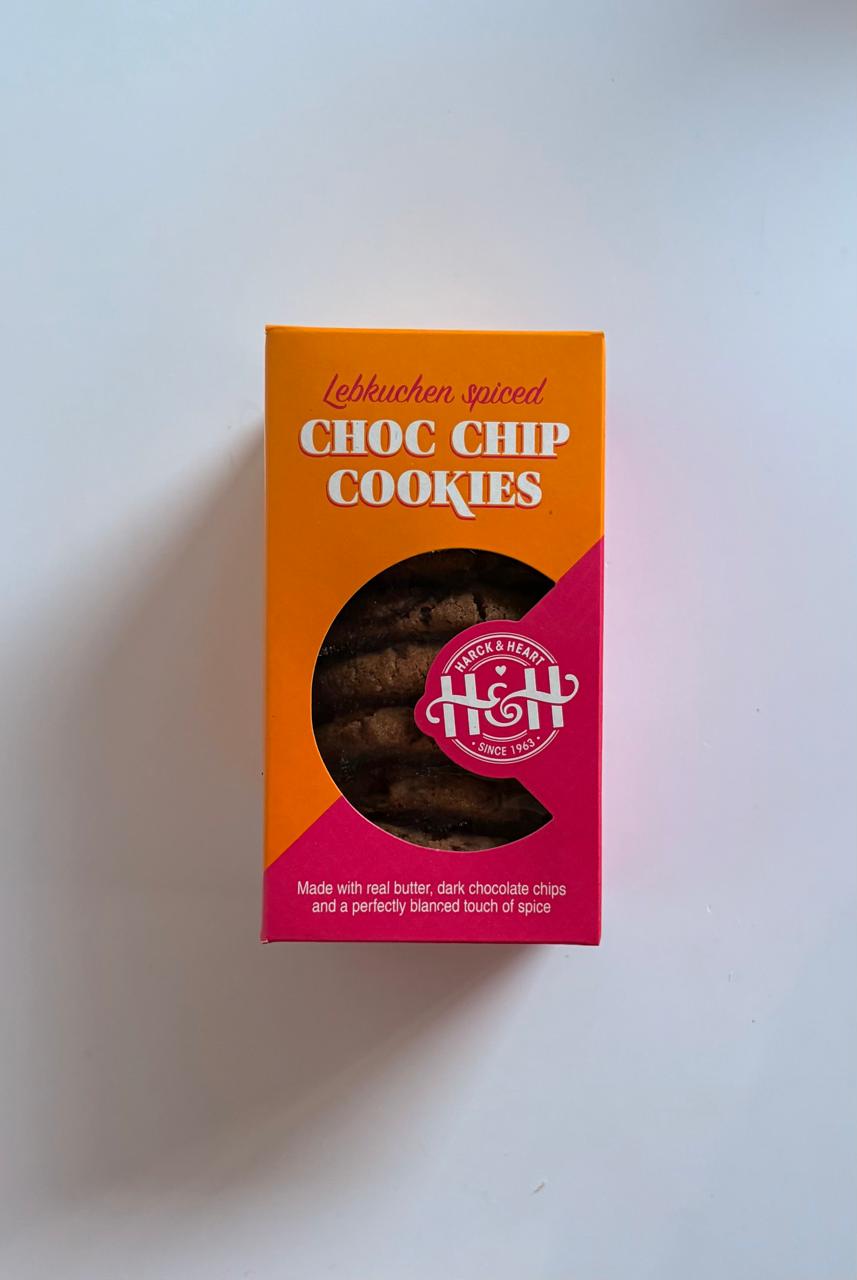 Lebkuchen spiced
CHOC CHIP
COOKIES
HARCK & HEART
H&H
· SINCE 1963 ·
Made with real butter, dark chocolate chips
and a perfectly blanced touch of spice